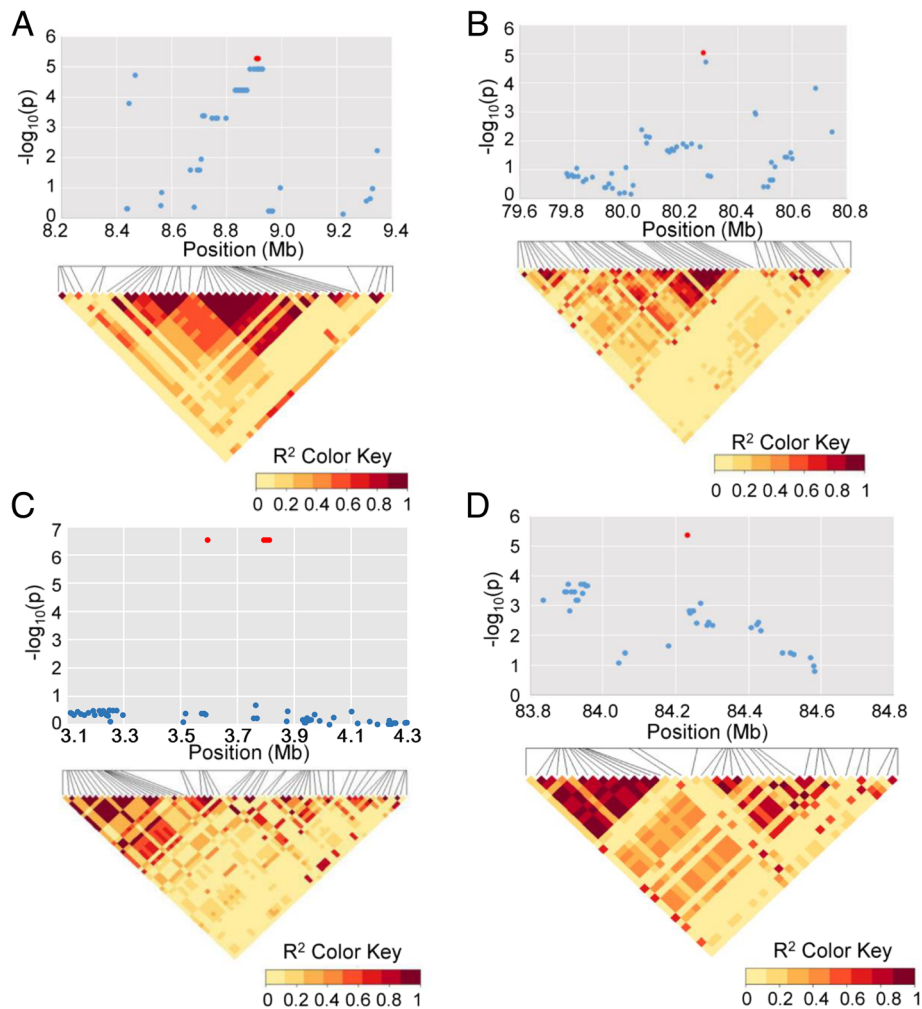 A
6
5
4
3
2
1
0
-log10(p)
8.2 8.4 8.6 8.8 9.0 9.2 9.4
Position (Mb)
R2 Color Key
0 0.2 0.4 0.6 0.8 1
B
6
5
4
3
2
1
0
-log10(p)
79.6 79.8 80.0 80.2 80.4 80.6 80.8
Position (Mb)
R2 Color Key
0 0.2 0.4 0.6 0.8 1
C
7
6
5
4
3
2
1
0
-log10(p)
3.1 3.3 3.5 3.7 3.9 4.1 4.3
Position (Mb)
R2 Color Key
0 0.2 0.4 0.6 0.8 1
D
6
5
4
3
2
1
0
-log10(p)
83.8 84.0 84.2 84.4 84.6 84.8
Position (Mb)
R2 Color Key
0 0.2 0.4 0.6 0.8 1